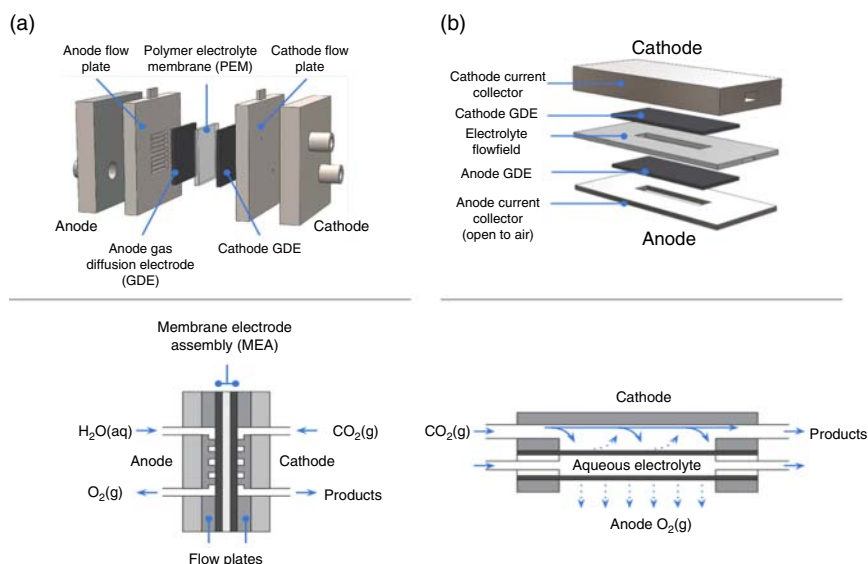 (a)
Anode flow
plate
Polymer electrolyte
membrane (PEM)
Cathode flow
plate
Anode
Cathode
Anode gas
diffusion electrode
(GDE)
Cathode GDE
Membrane electrode
assembly (MEA)
H2O(aq)
CO2(g)
Anode
Cathode
O2(g)
Products
Flow plates
(b)
Cathode
Cathode current
collector
Cathode GDE
Electrolyte
flowfield
Anode GDE
Anode current
collector
(open to air)
Anode
Cathode
CO2(g)
Products
Aqueous electrolyte
Anode O2(g)